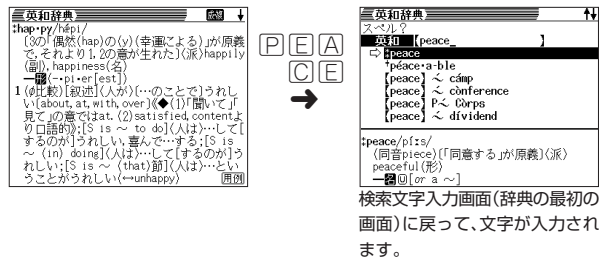 英和辞典
‡hap・py/hǽpi/
〔3の「偶然(hap)の(y)(幸運による)」が原義
で,それより1,2の意が生れた〕〈派〉happily
(副), happiness(名)
―形(-・pi・er[est])
1 (φ比較)[叙述]〈人が〉(…のことで)うれし
い(about, at, with, over)《◆(1)「聞いて」「
見て」の意ではat. (2) satisfied, contentよ
り口語的》; [S is ～ to do]〈人は〉…して[
するのが]うれしい, 喜んで…する; [S is
～ (in) doing]〈人は〉…して[するのが]う
れしい; [S is ～ (that)節]〈人は〉…とい
うことがうれしい(↔unhappy)
用例
P E A
C E
英和辞典
スペル?
英和 【peace_ 】
⇨‡peace
†péace・a・ble
【peace】 ～ cámp
【peace】 ～ cònference
【peace】 P～ Còrps
【peace】 ～ dívidend
‡peace/píːs/
〈同音piece〉〔「同意する」が原義〕〈派〉
peaceful(形)
―名U[or a ～]
検索文字入力画面(辞典の最初の
画面)に戻って、文字が入力され
ます。